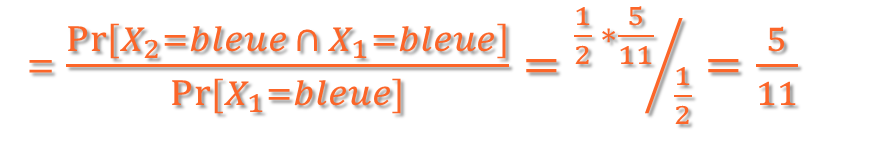 = Pr[X₂=bleue ∩ X₁=bleue] / Pr[X₁=bleue] = 1/2 * 5/11 / 1/2 = 5/11